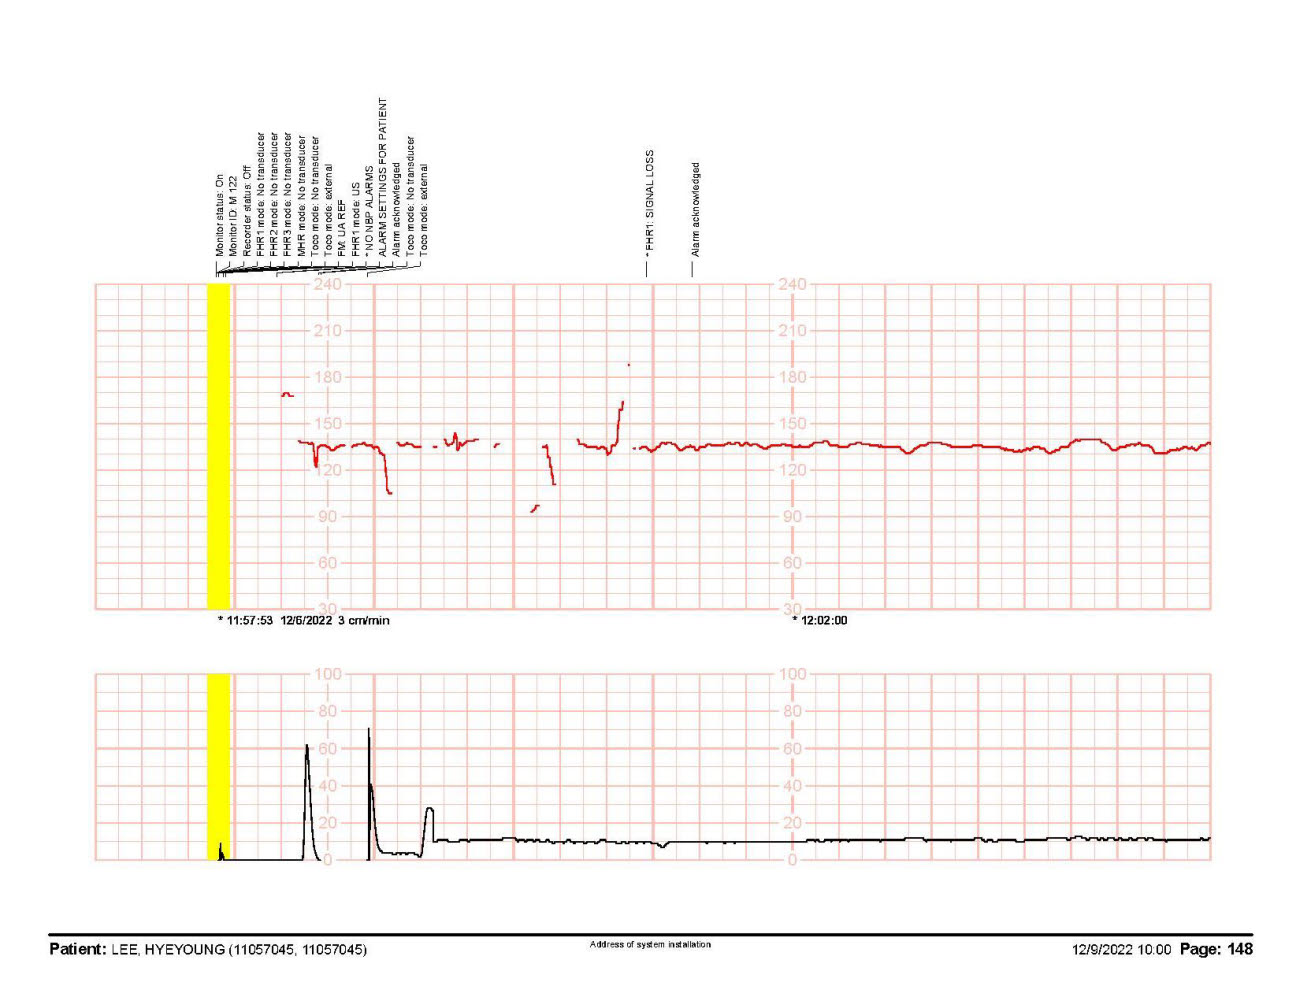 Monitor status: On
Monitor ID: M 122
Recorder status: Off
FHR1 mode: No transducer
FHR2 mode: No transducer
FHR3 mode: No transducer
MHR mode: No transducer
Toco mode: No transducer
Toco mode: external
FM: UA REF
FHR1 mode: US
* NO NBP ALARMS
ALARM SETTINGS FOR PATIENT
Alarm acknowledged
Toco mode: No transducer
Toco mode: external
* FHR1: SIGNAL LOSS
Alarm acknowledged
240 240
210 210
180 180
150 150
120 120
90 90
60 60
30 30
* 11:57:53 12/6/2022 3 cm/min * 12:02:00
100 100
80 80
60 60
40 40
20 20
0 0
Patient: LEE, HYEYOUNG (11057045, 11057045) Address of system installation 12/9/2022 10:00 Page: 148